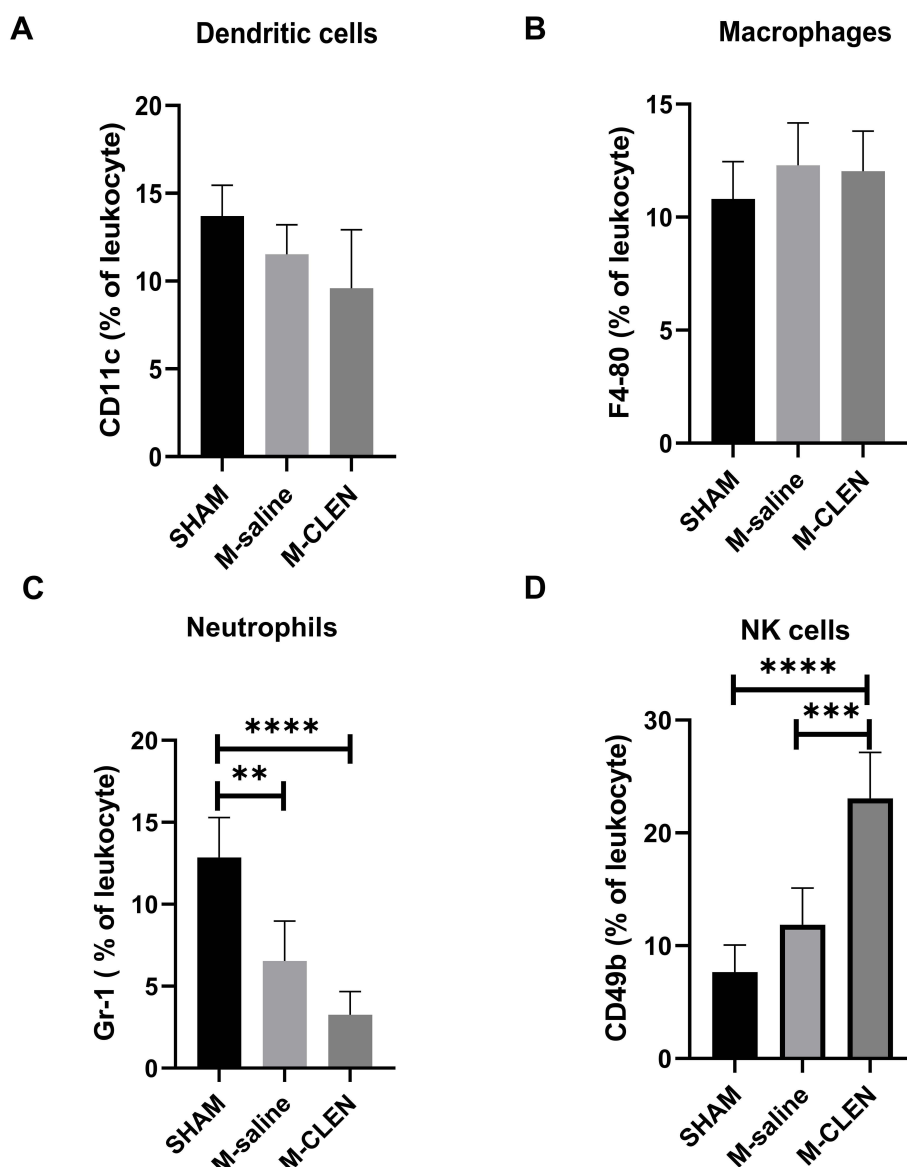 A
Dendritic cells
CD11c (% of leukocyte)
20
15
10
5
0
SHAM
M-saline
M-CLEN
B
Macrophages
F4-80 (% of leukocyte)
15
10
5
0
SHAM
M-saline
M-CLEN
C
Neutrophils
Gr-1 ( % of leukocyte)
20
15
10
5
0
****
**
SHAM
M-saline
M-CLEN
D
NK cells
CD49b (% of leukocyte)
30
20
10
0
****
***
SHAM
M-saline
M-CLEN